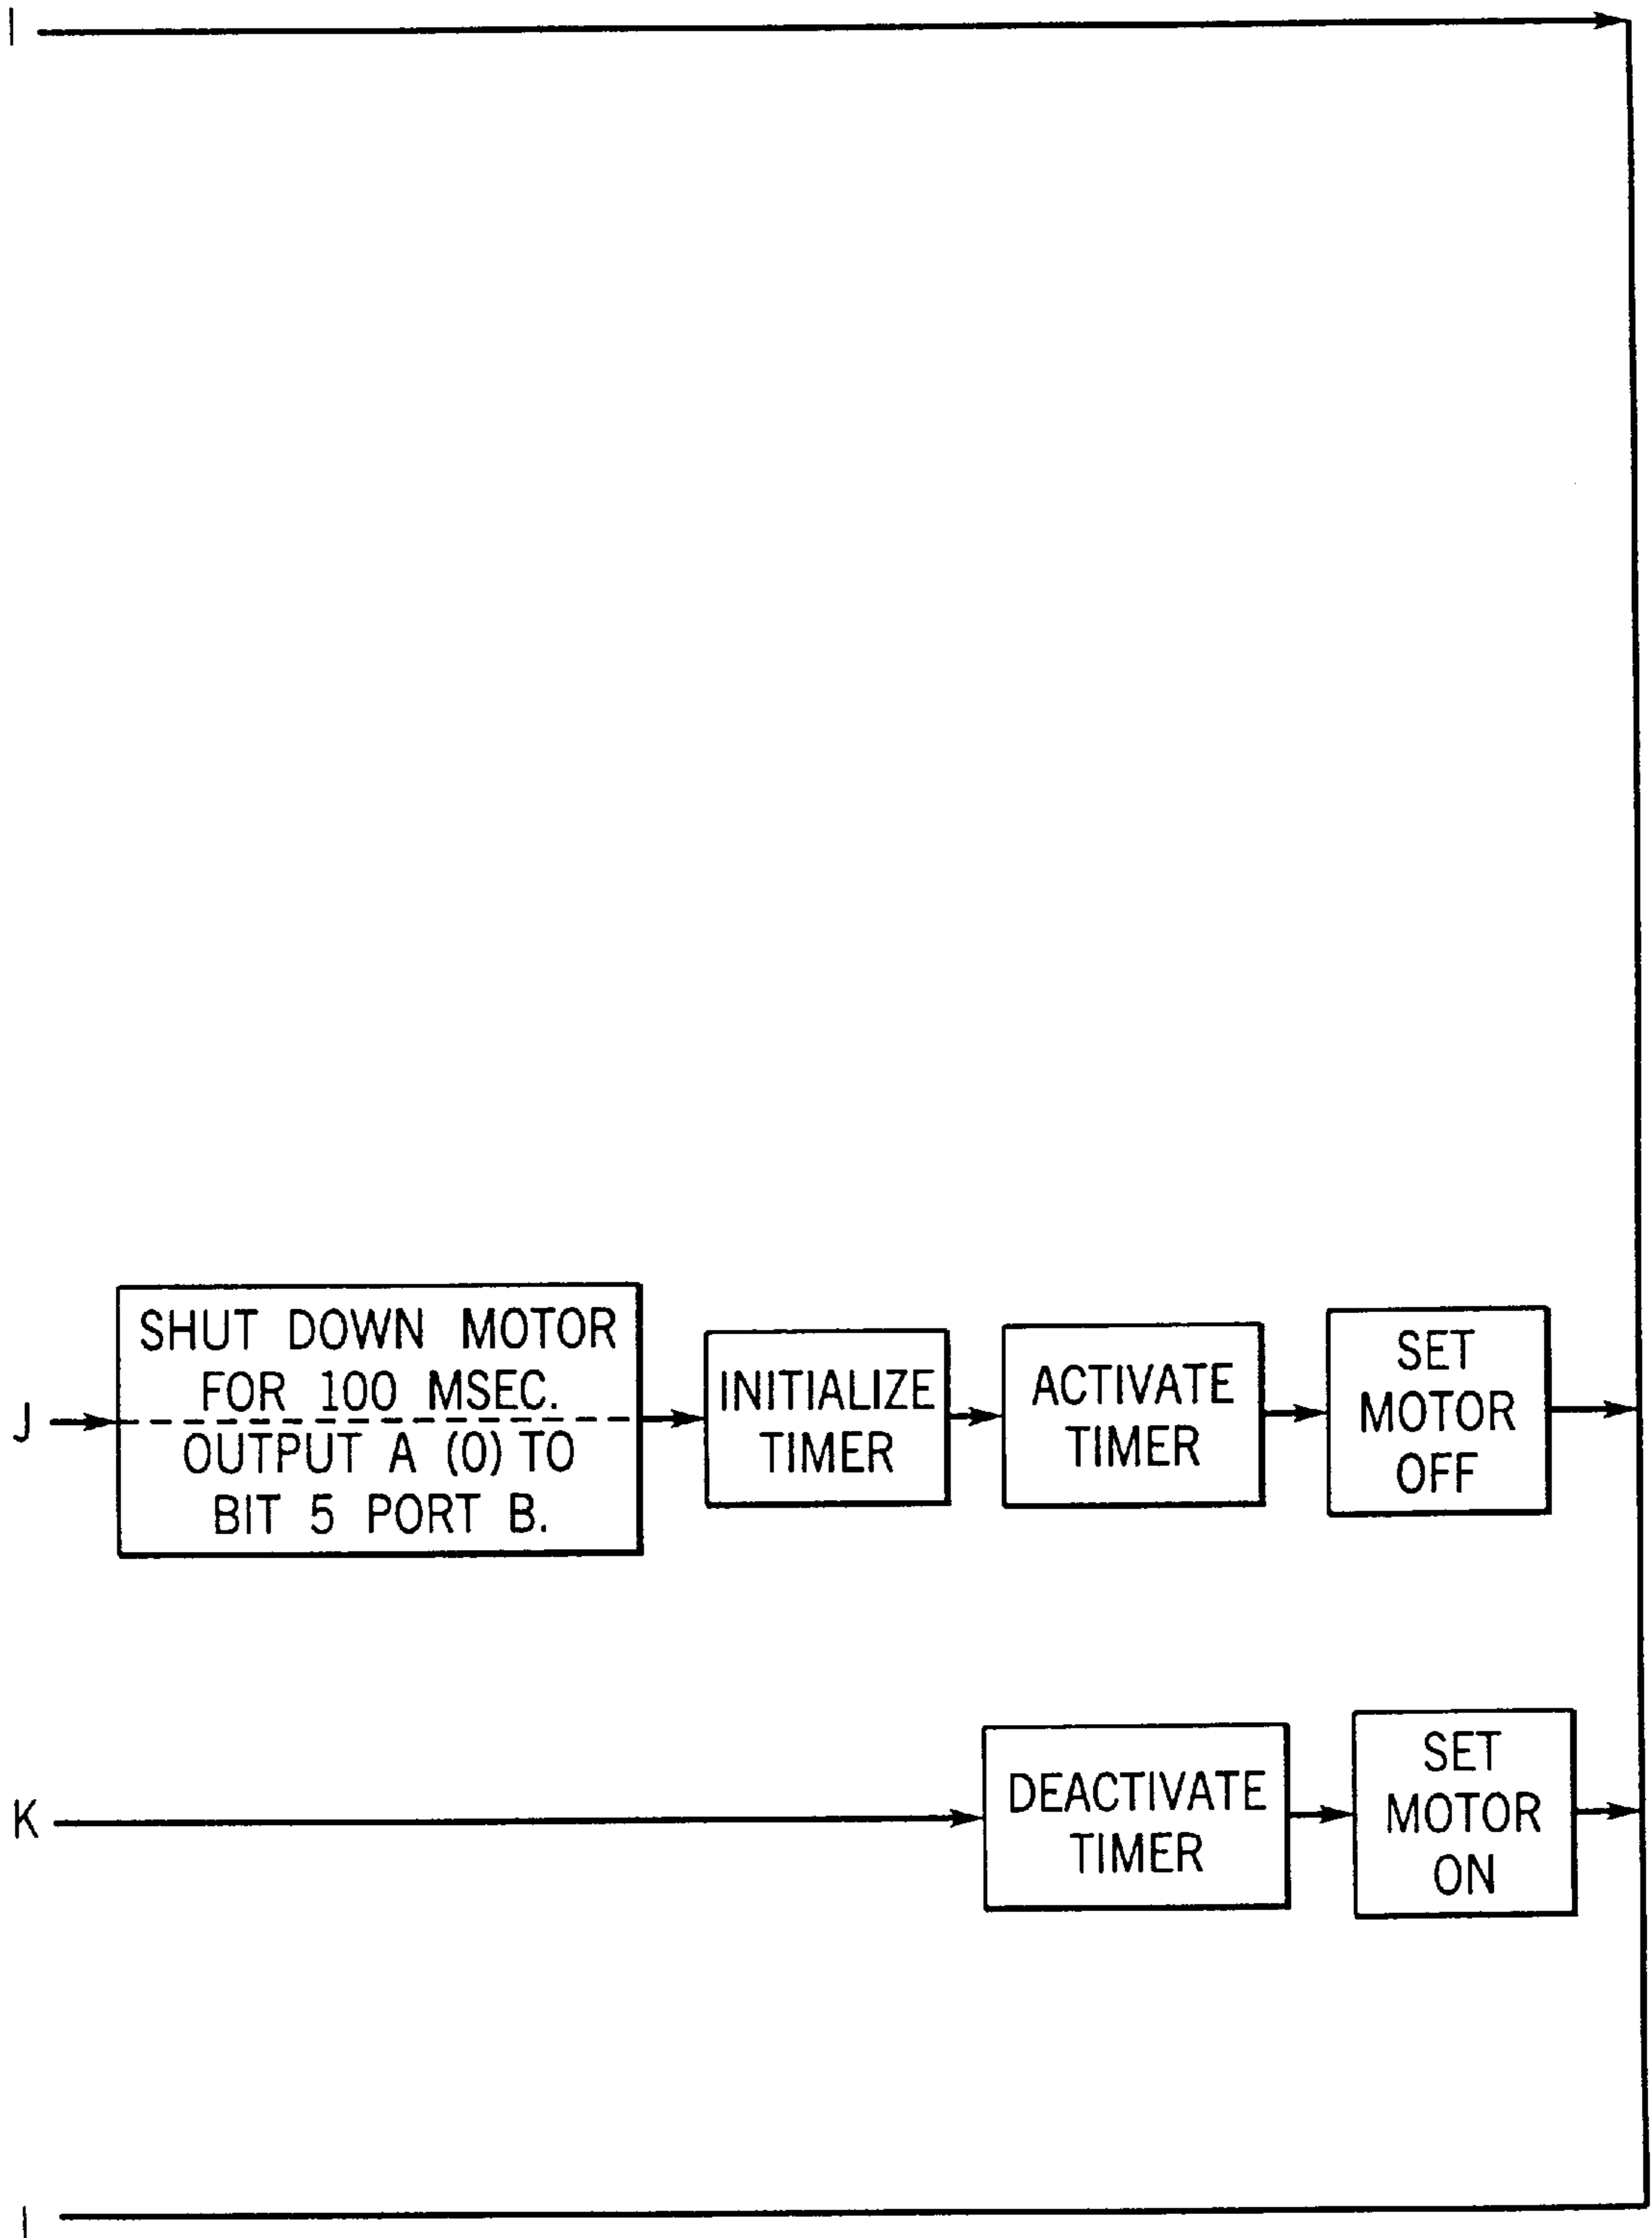 I
J
SHUT DOWN MOTOR
FOR 100 MSEC.
OUTPUT A (0) TO
BIT 5 PORT B.
INITIALIZE
TIMER
ACTIVATE
TIMER
SET
MOTOR
OFF
K
DEACTIVATE
TIMER
SET
MOTOR
ON